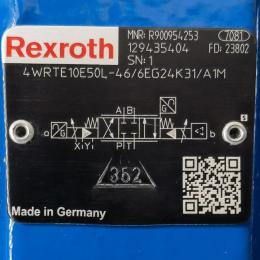 Rexroth
MNR: R900954253
7081
129435404
FD: 23802
SN: 1
4WRTE10E50L-46/6EG24K31/A1M
A B
G
X Y
P T
352
Made in Germany